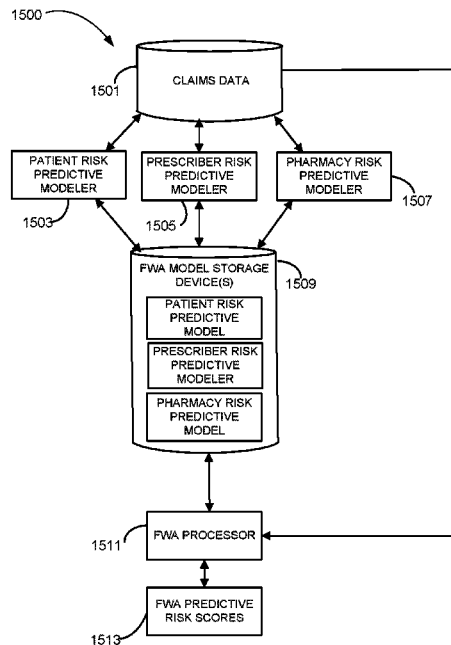 1500
CLAIMS DATA
1501
PATIENT RISK
PREDICTIVE
MODELER
1503
PRESCRIBER RISK
PREDICTIVE
MODELER
1505
PHARMACY RISK
PREDICTIVE
MODELER
1507
FWA MODEL STORAGE
DEVICE(S)
1509
PATIENT RISK
PREDICTIVE
MODEL
PRESCRIBER RISK
PREDICTIVE
MODELER
PHARMACY RISK
PREDICTIVE
MODEL
FWA PROCESSOR
1511
FWA PREDICTIVE
RISK SCORES
1513